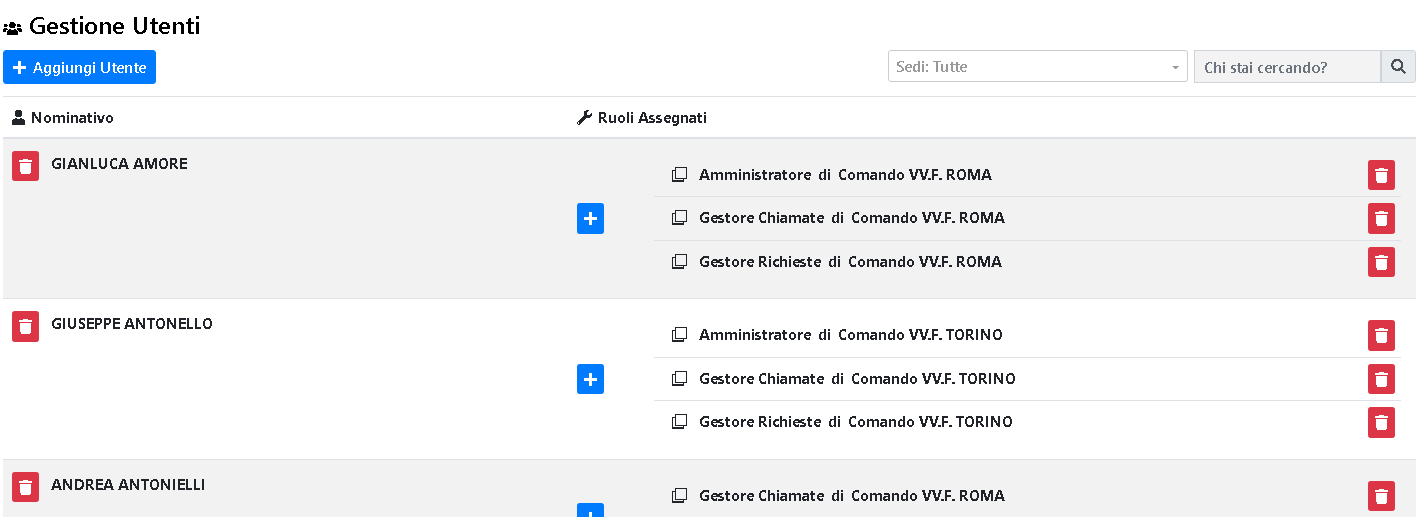 Gestione Utenti
Aggiungi Utente
Sedi: Tutte
Chi stai cercando?
Nominativo
Ruoli Assegnati
GIANLUCA AMORE
Amministratore di Comando VV.F. ROMA
Gestore Chiamate di Comando VV.F. ROMA
Gestore Richieste di Comando VV.F. ROMA
GIUSEPPE ANTONELLO
Amministratore di Comando VV.F. TORINO
Gestore Chiamate di Comando VV.F. TORINO
Gestore Richieste di Comando VV.F. TORINO
ANDREA ANTONIELLI
Gestore Chiamate di Comando VV.F. ROMA